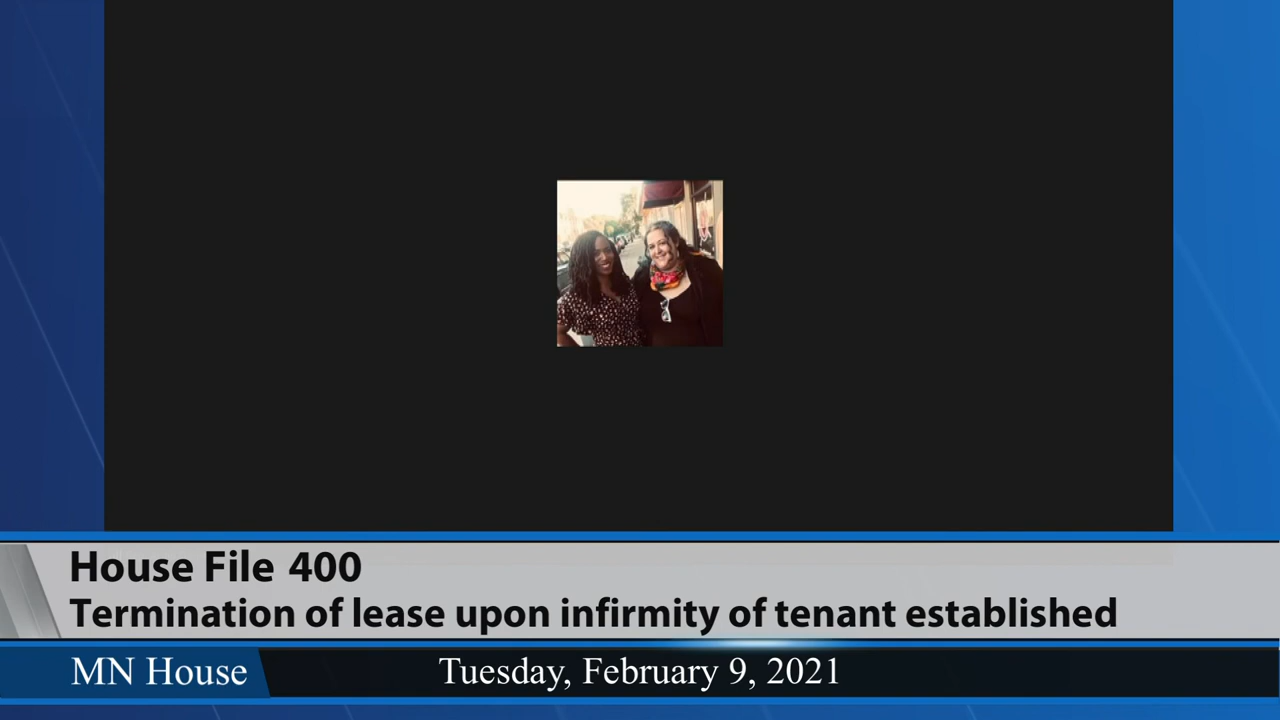 House File 400
Termination of lease upon infirmity of tenant established
MN House
Tuesday, February 9, 2021